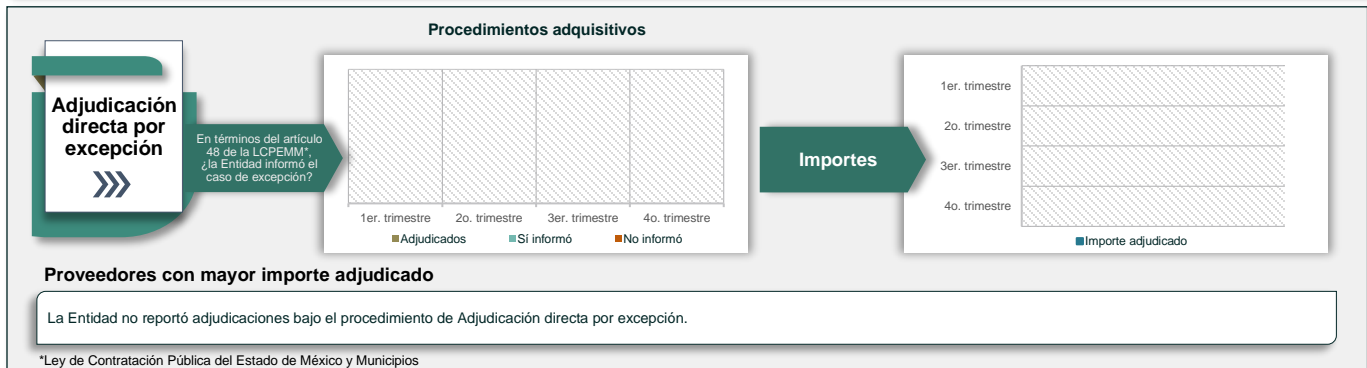 Procedimientos adquisitivos
Adjudicación
directa por
excepción
En términos del artículo
48 de la LCPEMM*,
¿la Entidad informó el
caso de excepción?
1er. trimestre 2o. trimestre 3er. trimestre 4o. trimestre
Adjudicados Sí informó No informó
Importes
1er. trimestre
2o. trimestre
3er. trimestre
4o. trimestre
Importe adjudicado
Proveedores con mayor importe adjudicado
La Entidad no reportó adjudicaciones bajo el procedimiento de Adjudicación directa por excepción.
*Ley de Contratación Pública del Estado de México y Municipios